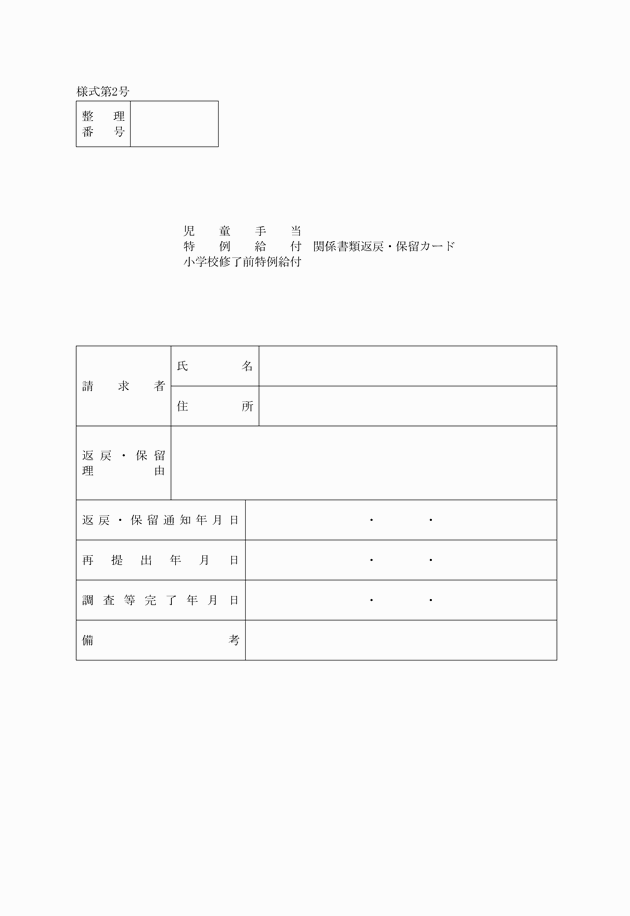 様式第2号
整理
番号
児童手当
特例給付 関係書類返戻・保留カード
小学校修了前特例給付
請求者
氏名
住所
返戻・保留
理由
返戻・保留通知年月日 ・ ・
再提出年月日 ・ ・
調査等完了年月日 ・ ・
備考